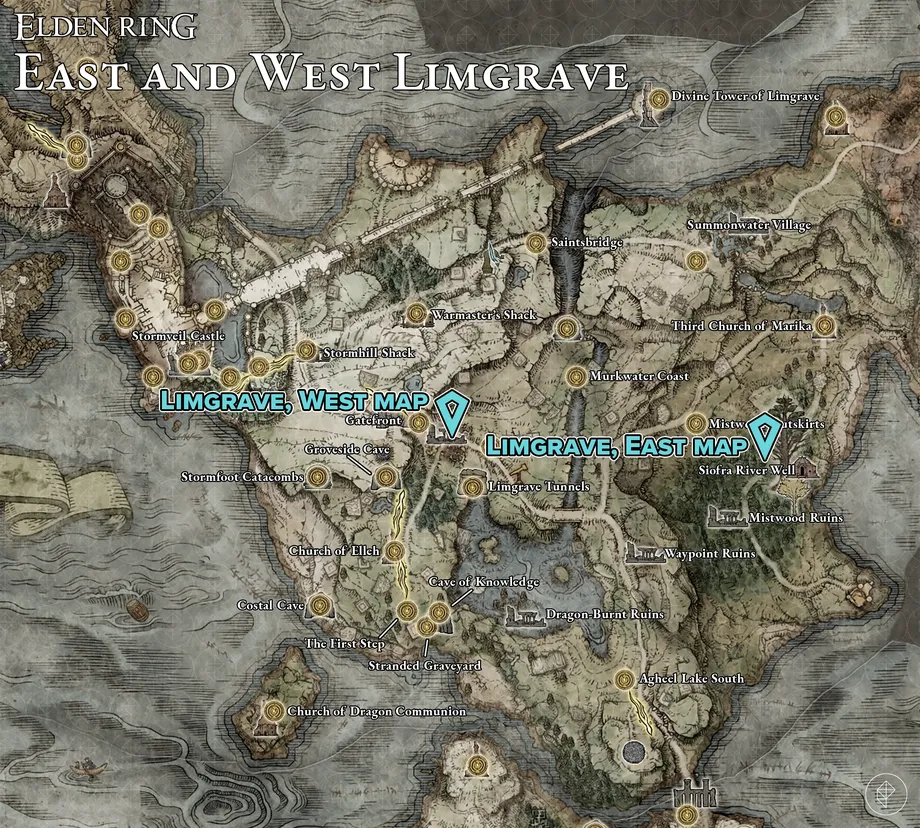 ELDEN RING
EAST AND WEST LIMGRAVE
Divine Tower of Limgrave
Summonwater Village
Saintsbridge
Warmaster's Shack
Third Church of Marika
Stormveil Castle
Stormhill Shack
Murkwater Coast
LIMGRAVE, WEST MAP
Gatefront
Mistw utskirts
LIMGRAVE, EAST MAP
Groveside Cave
Siofra River Well
Stormfoot Catacombs
Limgrave Tunnels
Mistwood Ruins
Church of Elleh
Waypoint Ruins
Cave of Knowledge
Costal Cave
Dragon-Burnt Ruins
The First Step
Stranded Graveyard
Agheel Lake South
Church of Dragon Communion